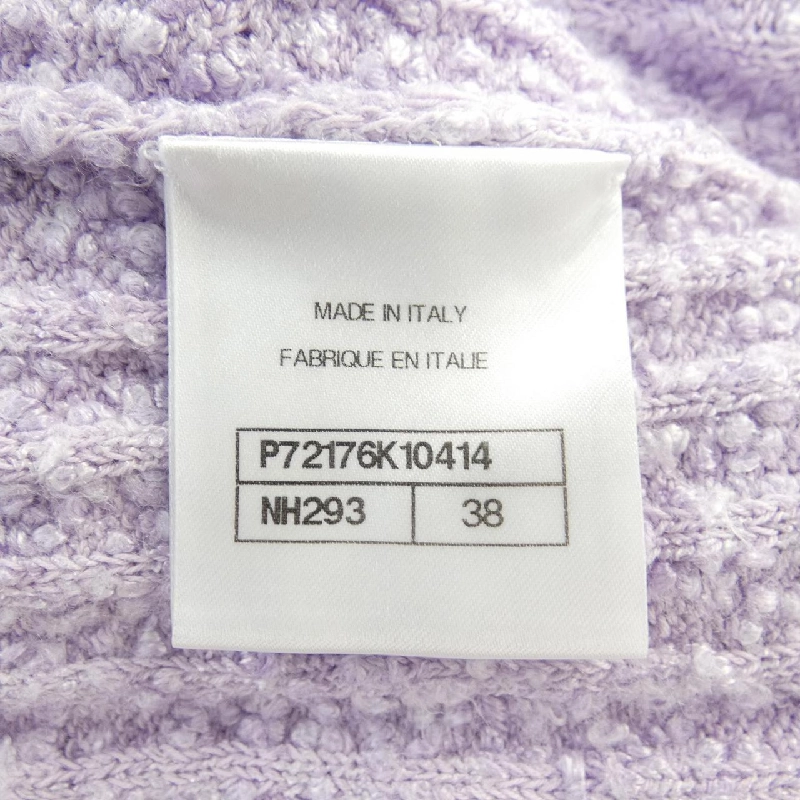 MADE IN ITALY
FABRIQUE EN ITALIE
P72176K10414
NH293 38